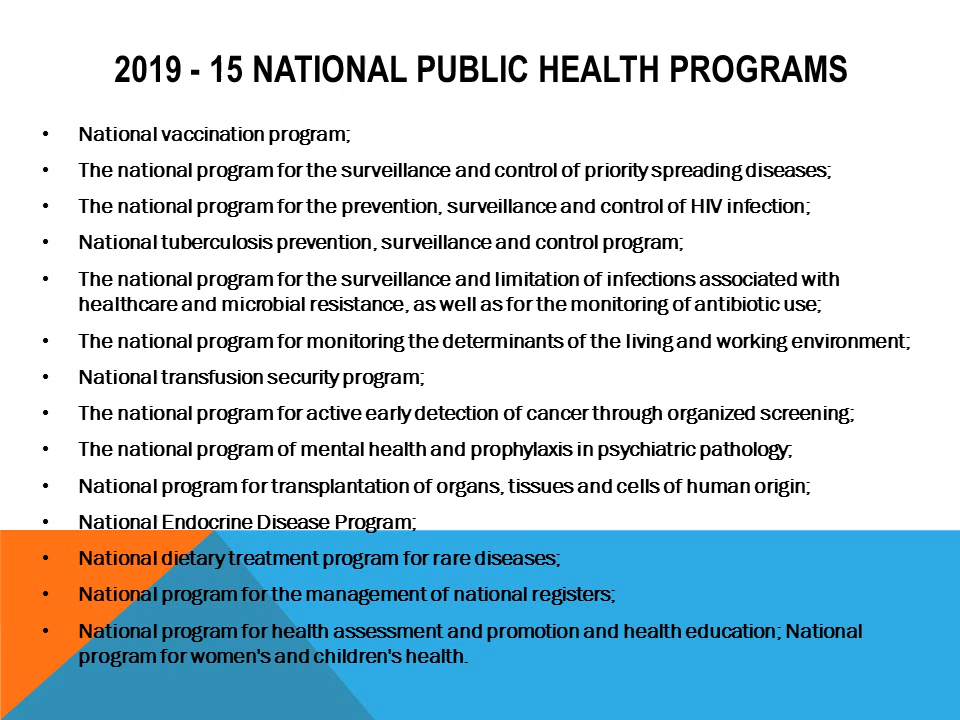 2019 - 15 NATIONAL PUBLIC HEALTH PROGRAMS
• National vaccination program;
• The national program for the surveillance and control of priority spreading diseases;
• The national program for the prevention, surveillance and control of HIV infection;
• National tuberculosis prevention, surveillance and control program;
• The national program for the surveillance and limitation of infections associated with
healthcare and microbial resistance, as well as for the monitoring of antibiotic use;
• The national program for monitoring the determinants of the living and working environment;
• National transfusion security program;
• The national program for active early detection of cancer through organized screening;
• The national program of mental health and prophylaxis in psychiatric pathology;
• National program for transplantation of organs, tissues and cells of human origin;
• National Endocrine Disease Program;
• National dietary treatment program for rare diseases;
• National program for the management of national registers;
• National program for health assessment and promotion and health education; National
program for women's and children's health.